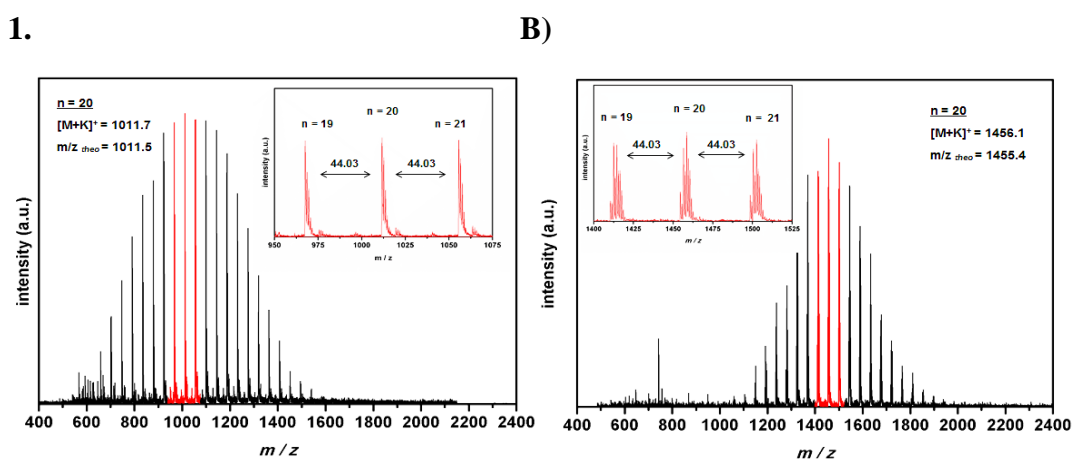 1.
B)
n = 20
[M+K]+ = 1011.7
m/z theo = 1011.5
n = 19
n = 20
n = 21
44.03
44.03
intensity (a.u.)
950 975 1000 1025 1050 1075
m / z
intensity (a.u.)
400 600 800 1000 1200 1400 1600 1800 2000 2200 2400
m / z
n = 19
n = 20
n = 21
44.03
44.03
intensity (a.u.)
1400 1425 1450 1475 1500 1525
m / z
n = 20
[M+K]+ = 1456.1
m/z theo = 1455.4
intensity (a.u.)
400 600 800 1000 1200 1400 1600 1800 2000 2200 2400
m / z